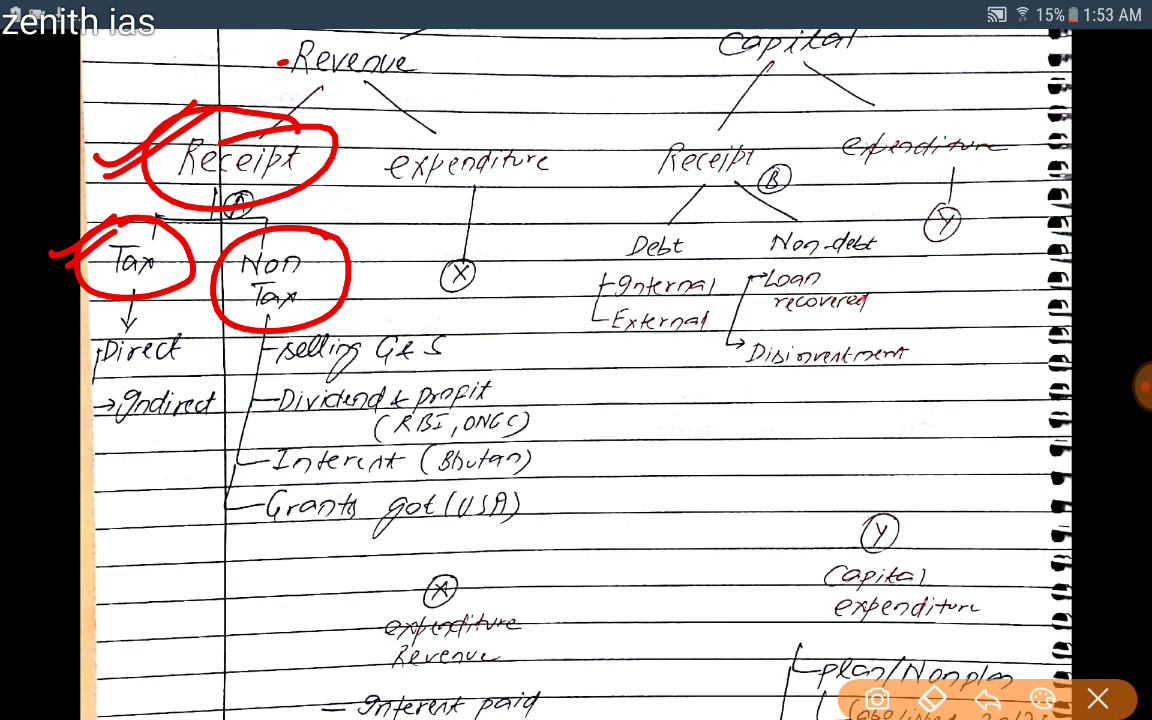 zenith ias
15% 1:53 AM
Revenue
Capital
Receipt
expenditure
Receipt
expenditure
A
B
Tax
Non
Tax
X
Debt
Non-debt
Y
Internal
External
Loan
recovered
Disinvestment
Direct
Indirect
selling G & S
Dividend & profit
(RBI, ONGC)
Interest (Bhutan)
Grants got (USA)
X
expenditure
Revenue
Y
Capital
expenditure
Interest paid
plan/Nonplan